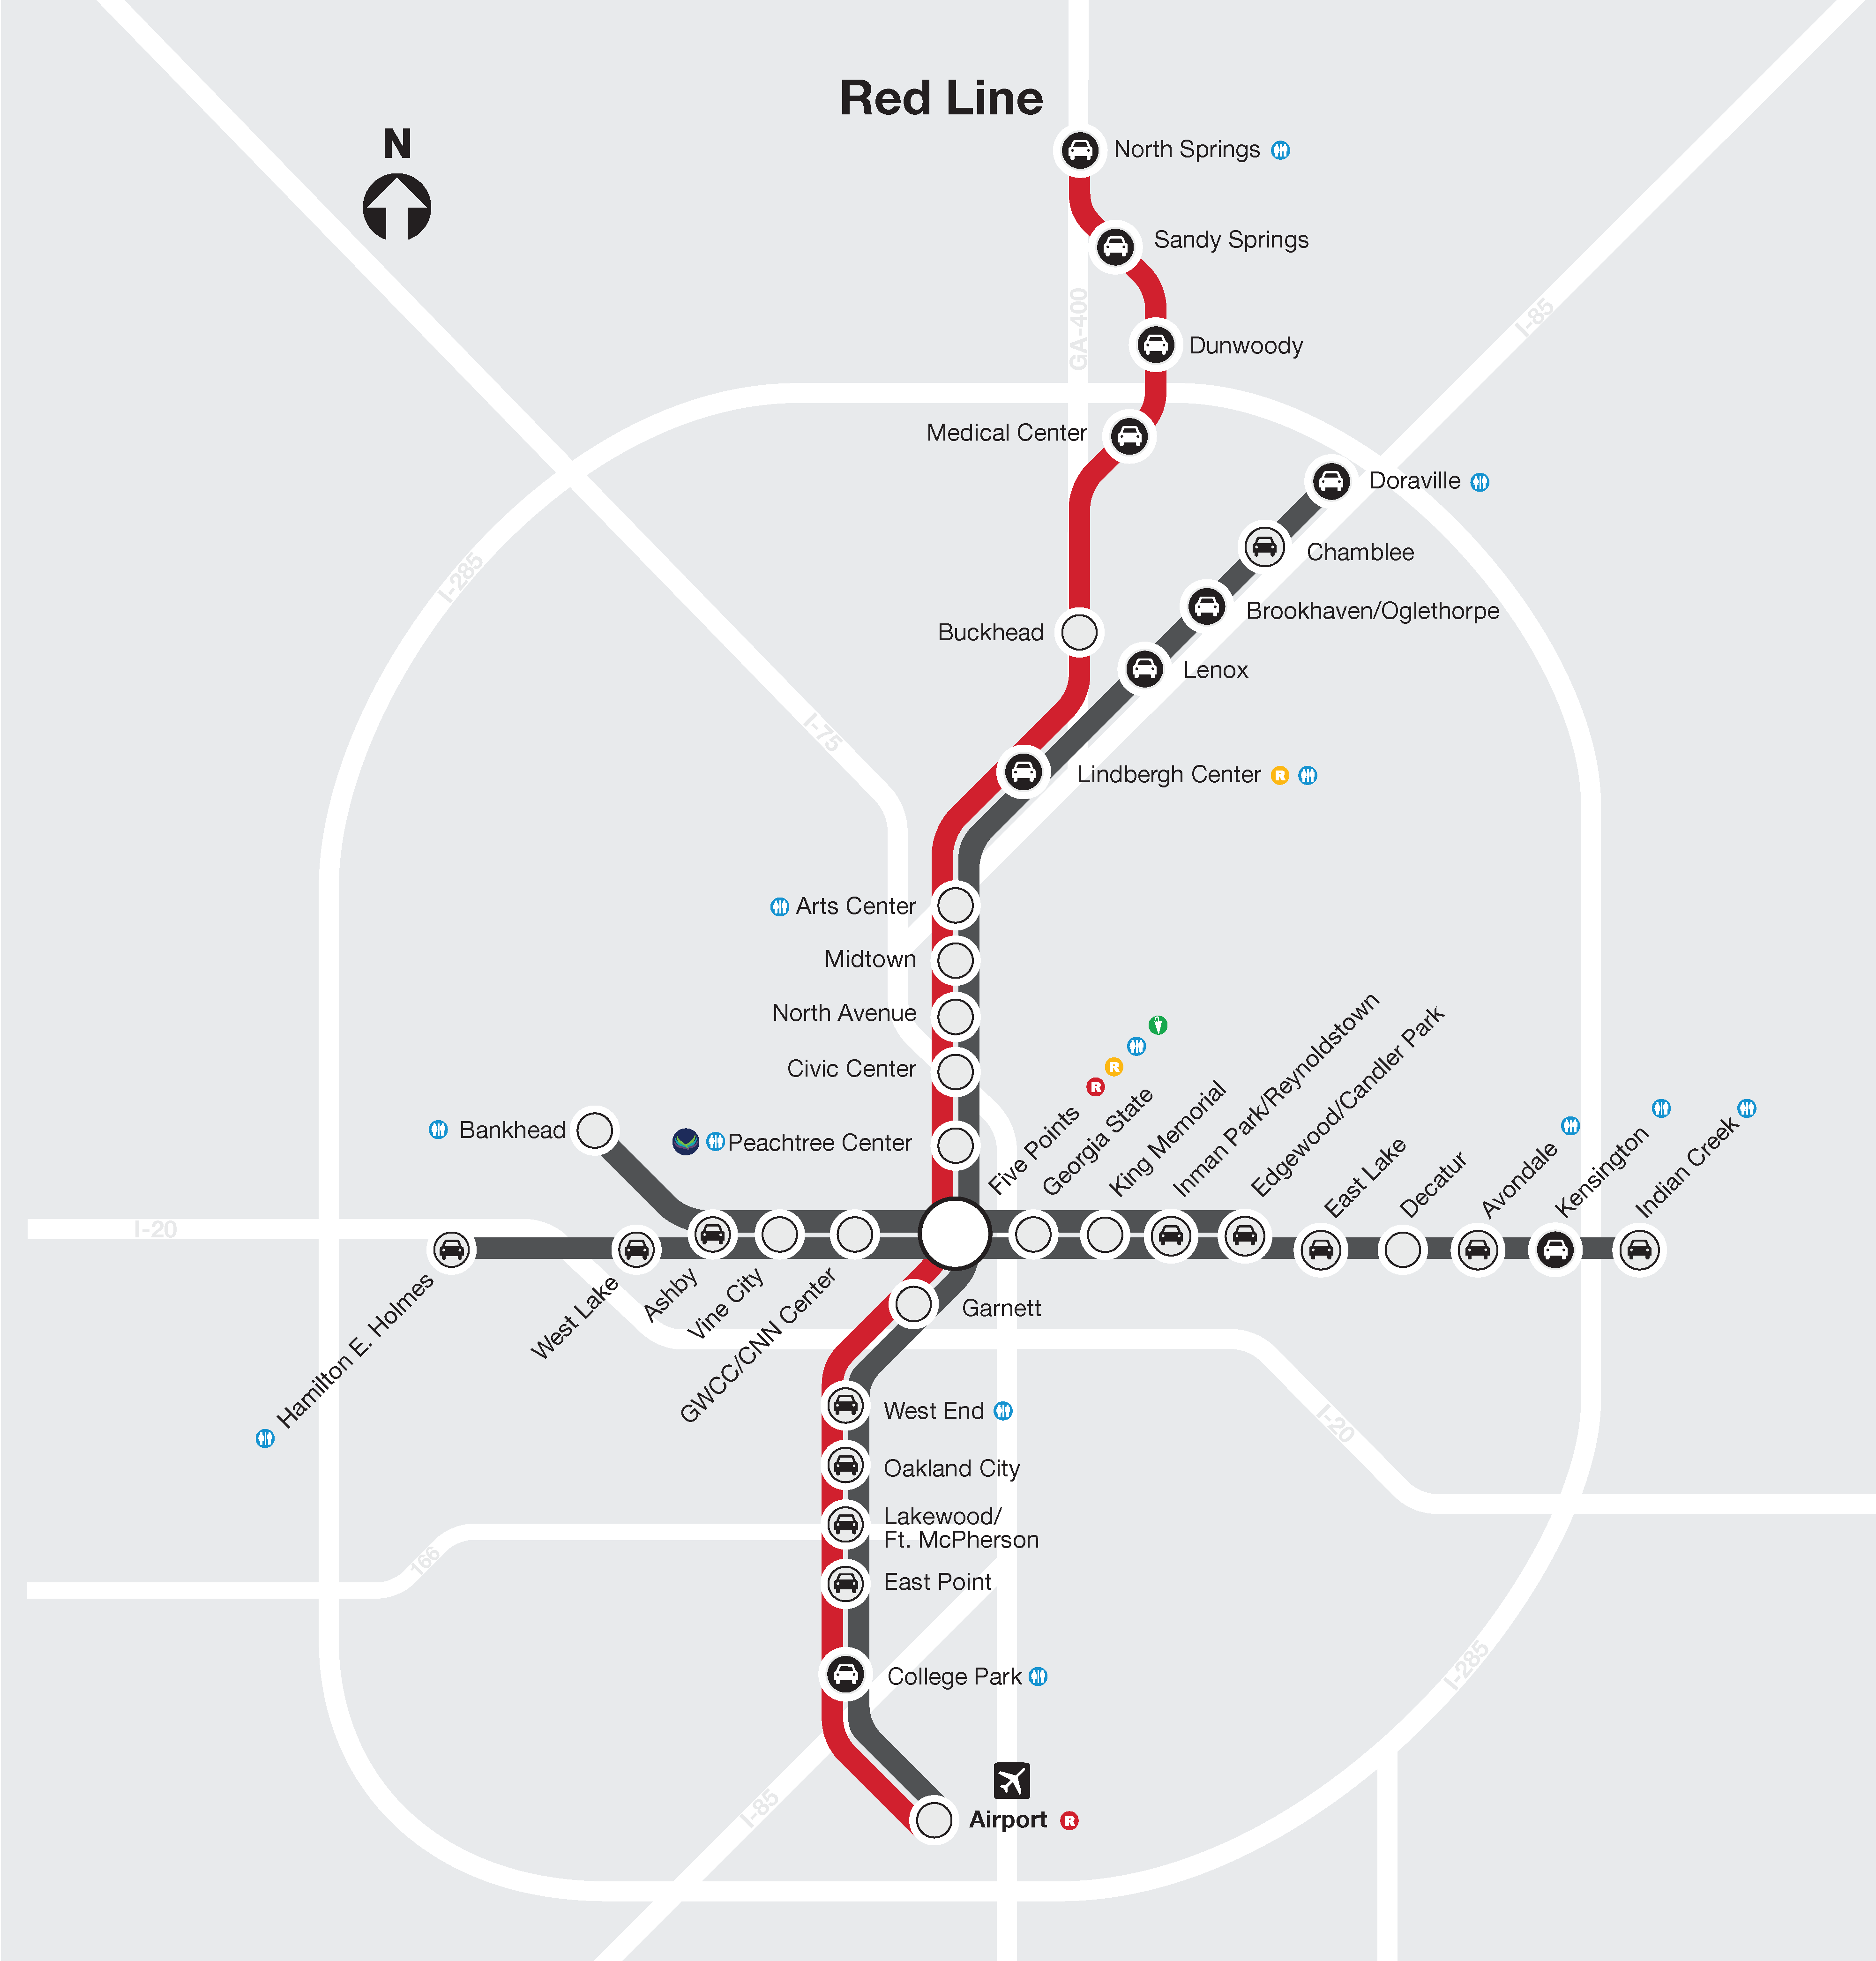 Red Line
N
North Springs
Sandy Springs
GA-400
I-85
Dunwoody
Medical Center
Doraville
Chamble​e
I-285
Brookhaven/Oglethorpe
Buckhead
Lenox
I-75
Lindbergh Center
R
Arts Center
Midtown
North Avenue
Civic Center
R
R
Bankhead
Peachtree Center
Five Points
Georgia State
King Memorial
Inman Park/Reynoldstown
Edgewood/Candler Park
East Lake
Decatur
Avondale
Kensington
Indian Creek
I-20
Hamilton E. Holmes
West Lake
Ashby
Vine City
GWCC/CNN Center
Garnett
West End
I-20
Oakland City
Lakewood/
Ft. McPherson
166
East Point
College Park
I-285
I-85
Airport
R